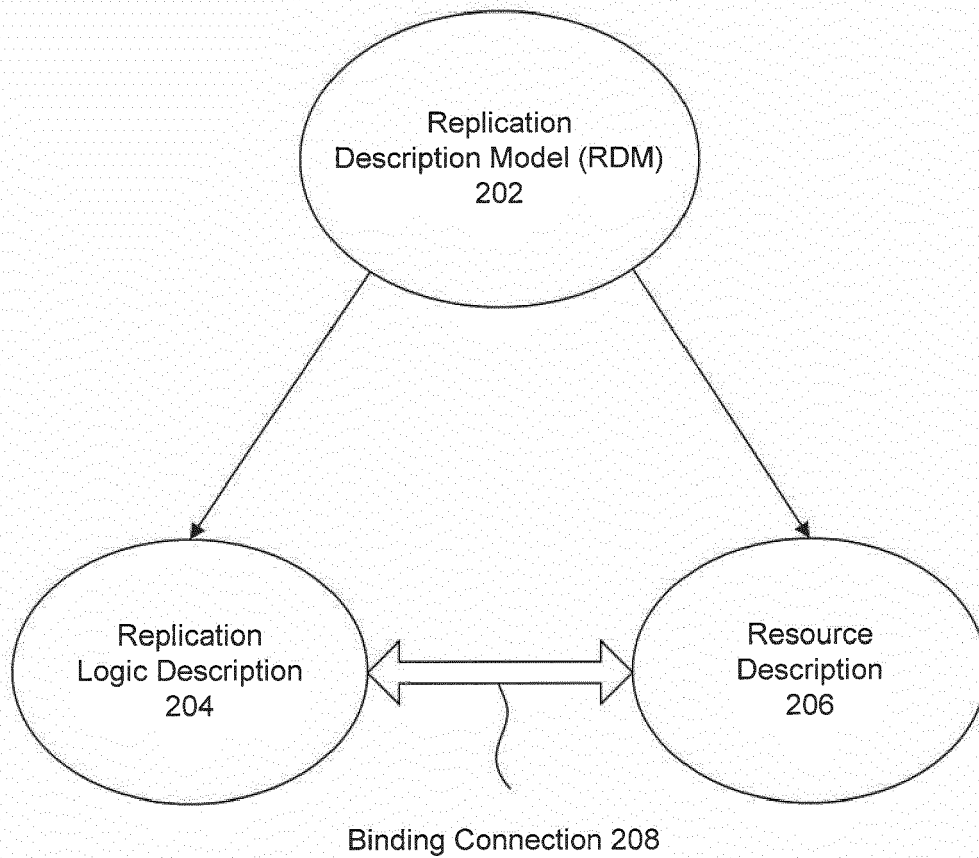 Replication
Description Model (RDM)
202
Replication
Logic Description
204
Resource
Description
206
Binding Connection 208